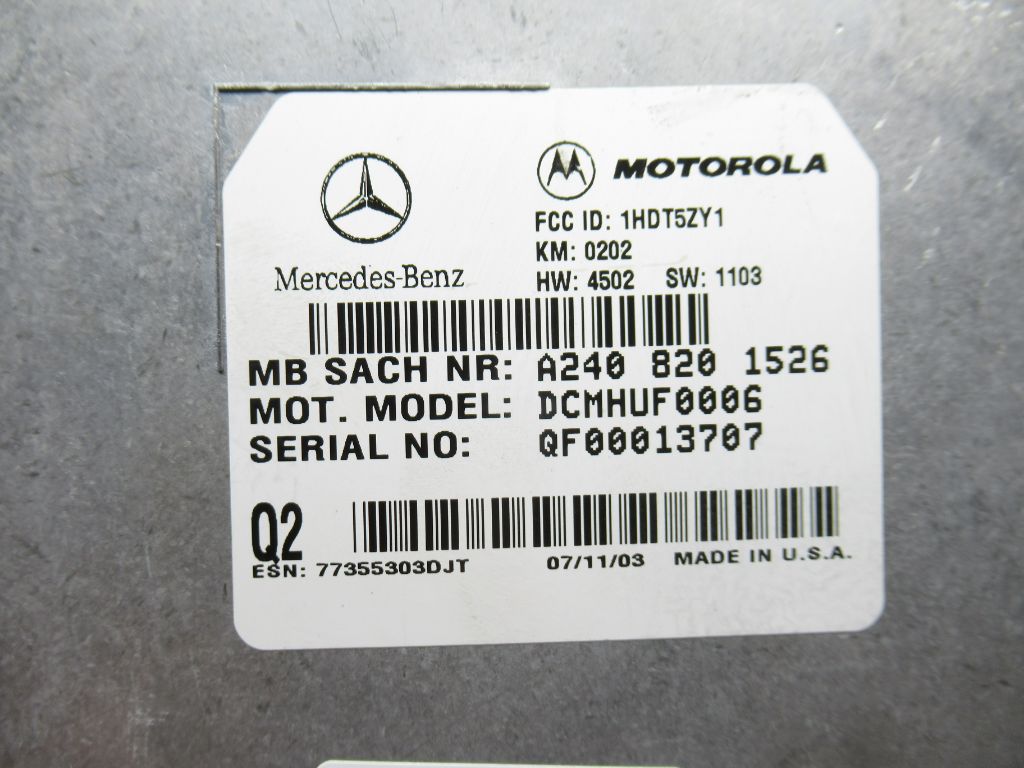 MOTOROLA
FCC ID: 1HDT5ZY1
KM: 0202
Mercedes-Benz
HW: 4502 SW: 1103
MB SACH NR: A240 820 1526
MOT. MODEL: DCMHUF0006
SERIAL NO: QF00013707
Q2
ESN: 77355303DJT 07/11/03 MADE IN U.S.A.